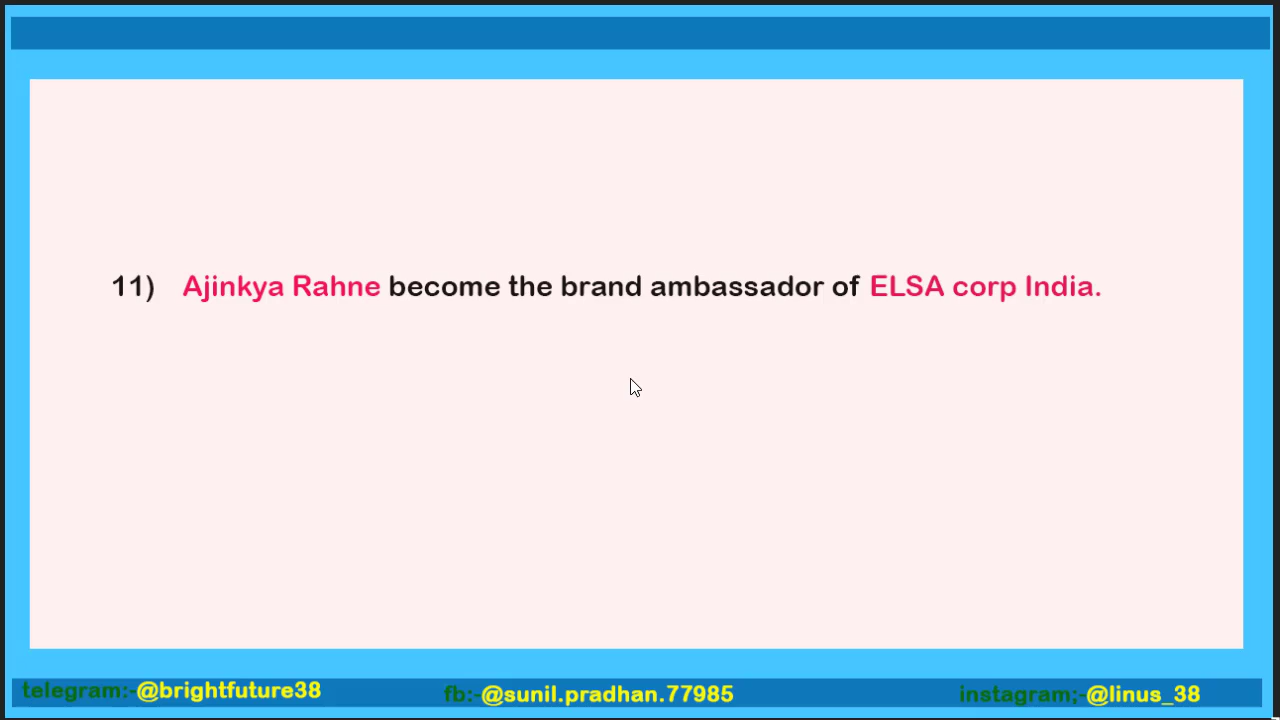 11) Ajinkya Rahne become the brand ambassador of ELSA corp India.
telegram:-@brightfuture38 fb:-@sunil.pradhan.77985 instagram;-@linus_38